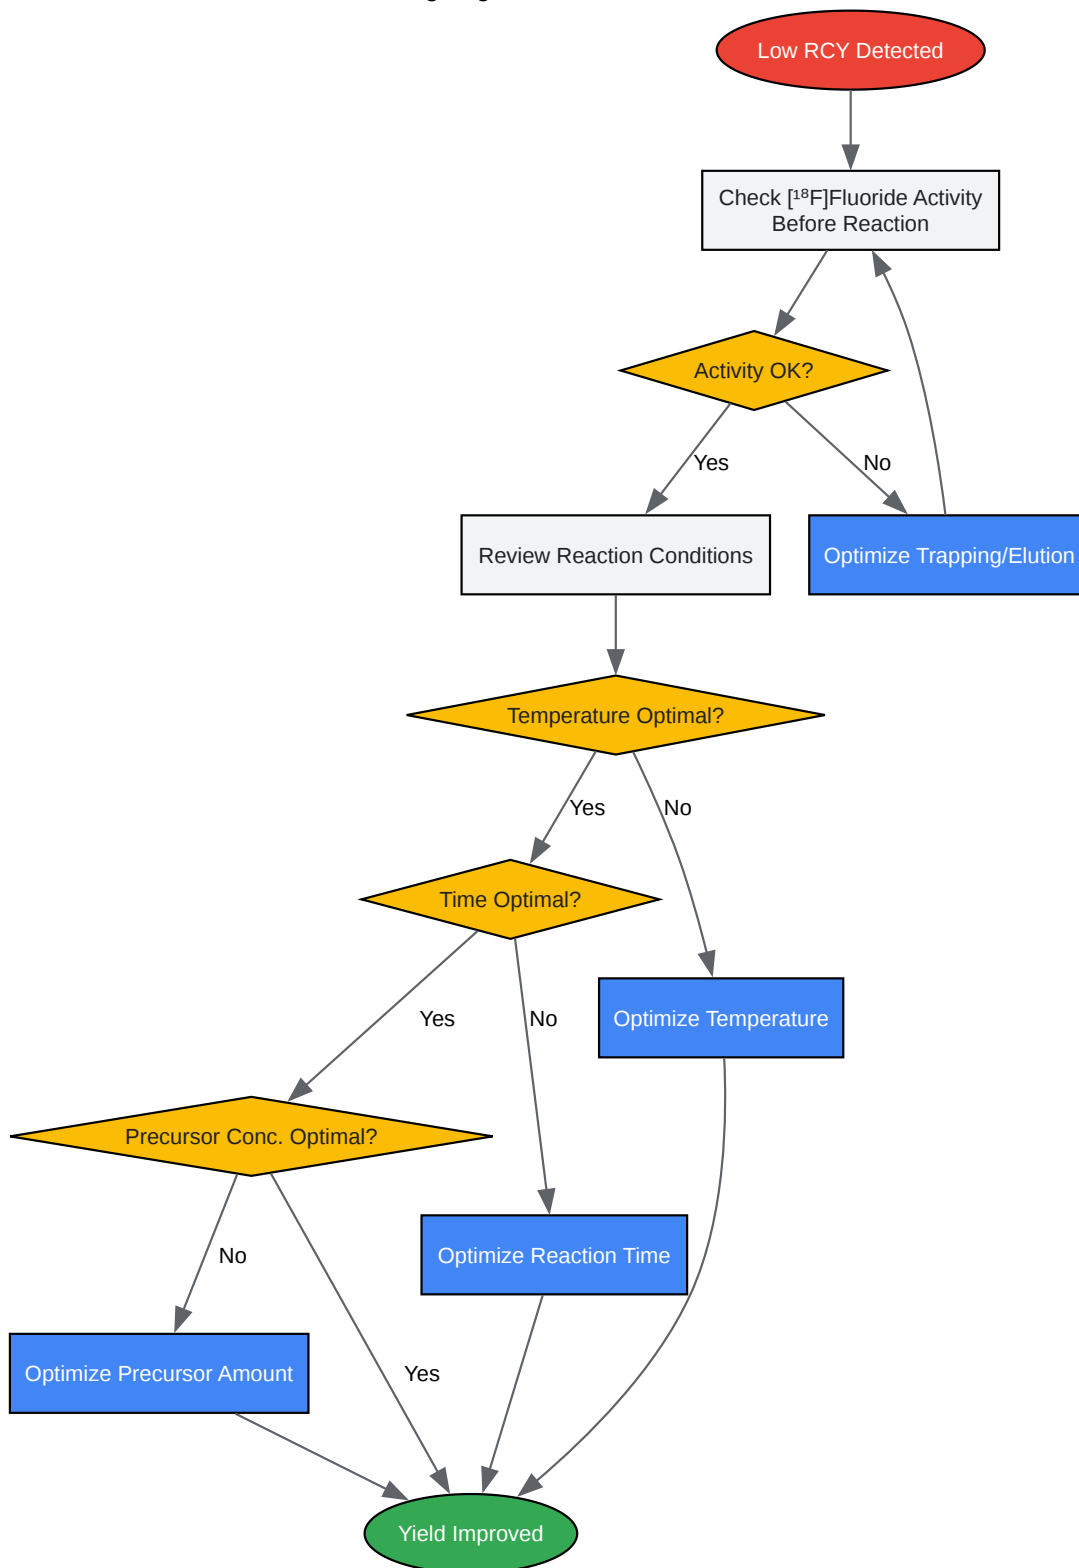 Low RCY Detected
Check [¹⁸F]Fluoride Activity
Before Reaction
Activity OK?
Yes
No
Review Reaction Conditions
Optimize Trapping/Elution
Temperature Optimal?
Yes
No
Time Optimal?
Yes
No
Optimize Temperature
Precursor Conc. Optimal?
No
Optimize Reaction Time
Optimize Precursor Amount
Yes
Yield Improved